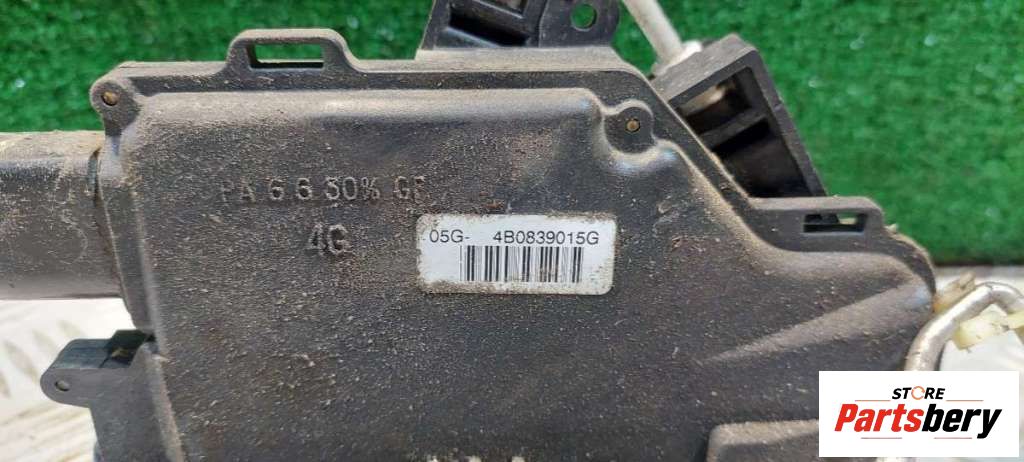 PA 6 6 30% GF
4G
05G- 4B0839015G
STORE
Partsbery